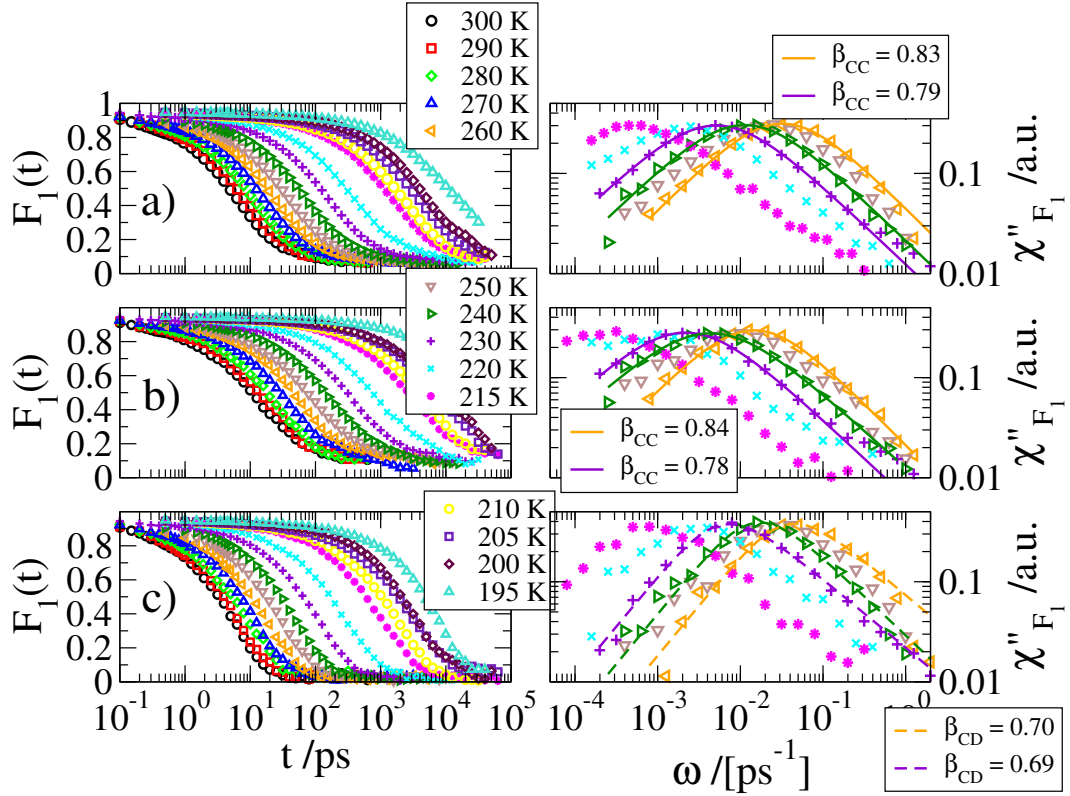 300 K
290 K
280 K
270 K
260 K
β_CC = 0.83
β_CC = 0.79
1
0.8
0.6
0.4
0.2
0
F_1(t)
a)
0.1
0.01
χ''_F_1 /a.u.
250 K
240 K
230 K
220 K
215 K
0.8
0.6
0.4
0.2
0
F_1(t)
b)
β_CC = 0.84
β_CC = 0.78
0.1
0.01
χ''_F_1 /a.u.
210 K
205 K
200 K
195 K
0.8
0.6
0.4
0.2
0
F_1(t)
c)
0.1
0.01
χ''_F_1 /a.u.
10^-1 10^0 10^1 10^2 10^3 10^4 10^5
t /ps
10^-4 10^-3 10^-2 10^-1 10^0
ω /[ps^-1]
β_CD = 0.70
β_CD = 0.69